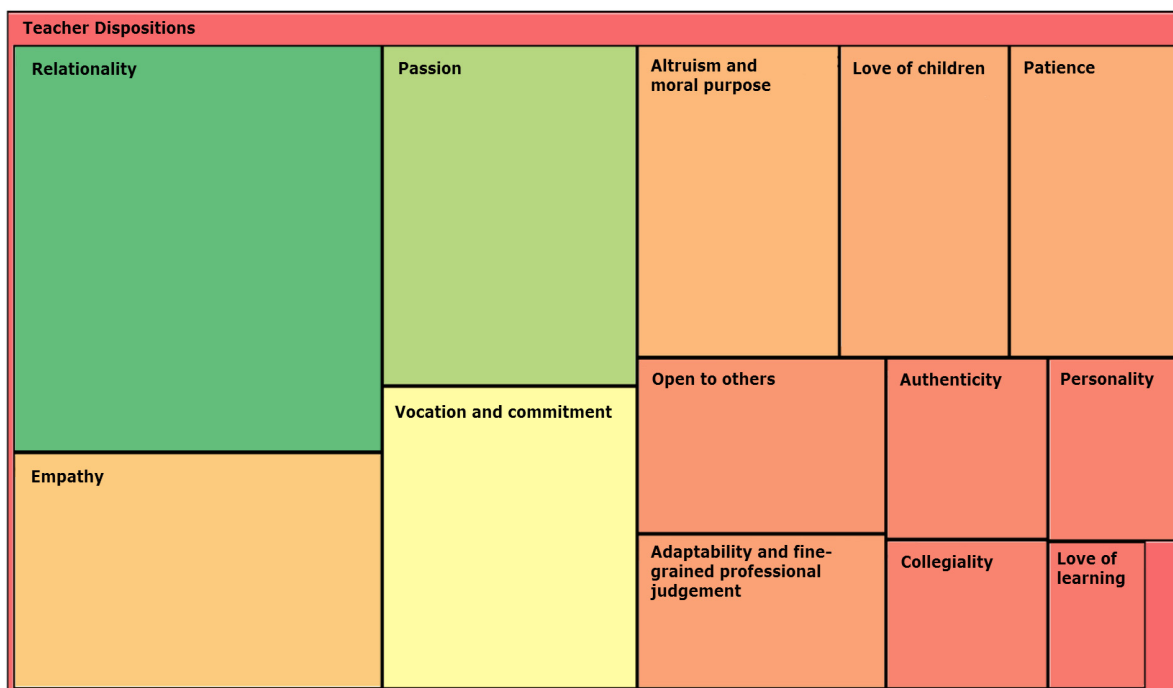 Teacher Dispositions
Relationality
Passion
Altruism and
moral purpose
Love of children
Patience
Open to others
Authenticity
Personality
Vocation and commitment
Empathy
Adaptability and fine-
grained professional
judgement
Collegiality
Love of
learning